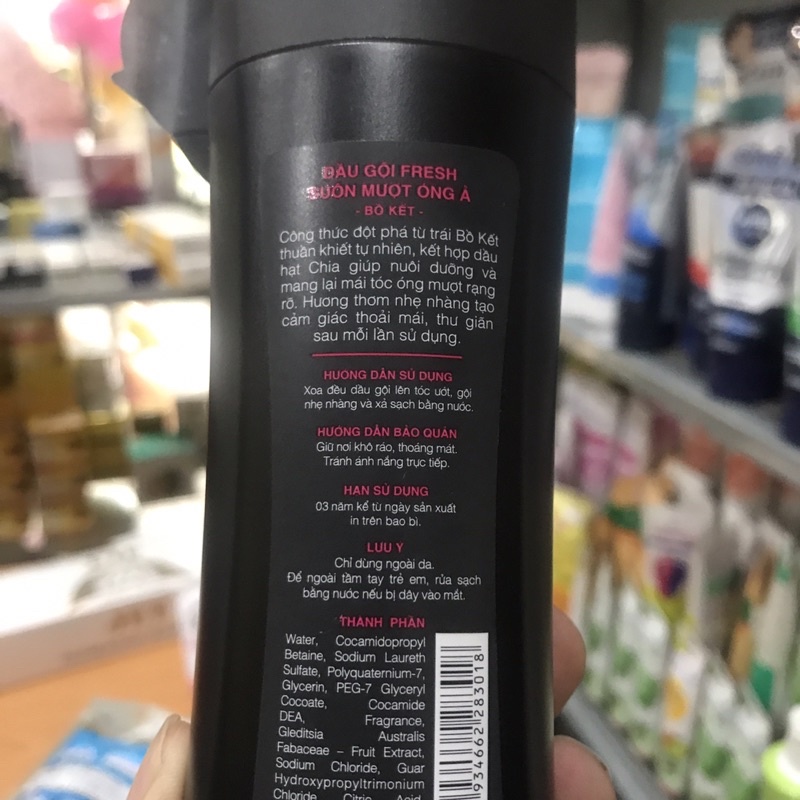 DẦU GỘI FRESH
SUÔN MƯỢT ÓNG Ả
- BỒ KẾT -
Công thức đột phá từ trái Bồ Kết
thuần khiết tự nhiên, kết hợp dầu
hạt Chia giúp nuôi dưỡng và
mang lại mái tóc óng mượt rạng
rỡ. Hương thơm nhẹ nhàng tạo
cảm giác thoải mái, thư giãn
sau mỗi lần sử dụng.
HƯỚNG DẪN SỬ DỤNG
Xoa đều dầu gội lên tóc ướt, gội
nhẹ nhàng và xả sạch bằng nước.
HƯỚNG DẪN BẢO QUẢN
Giữ nơi khô ráo, thoáng mát.
Tránh ánh nắng trực tiếp.
HẠN SỬ DỤNG
03 năm kể từ ngày sản xuất
in trên bao bì.
LƯU Ý
Chỉ dùng ngoài da.
Để ngoài tầm tay trẻ em, rửa sạch
bằng nước nếu bị dây vào mắt.
THÀNH PHẦN
Water, Cocamidopropyl
Betaine, Sodium Laureth
Sulfate, Polyquaternium-7,
Glycerin, PEG-7 Glyceryl
Cocoate, Cocamide
DEA, Fragrance,
Gleditsia Australis
Fabaceae – Fruit Extract,
Sodium Chloride, Guar
Hydroxypropyltrimonium
Chloride, Citric Acid,
934662128301 8